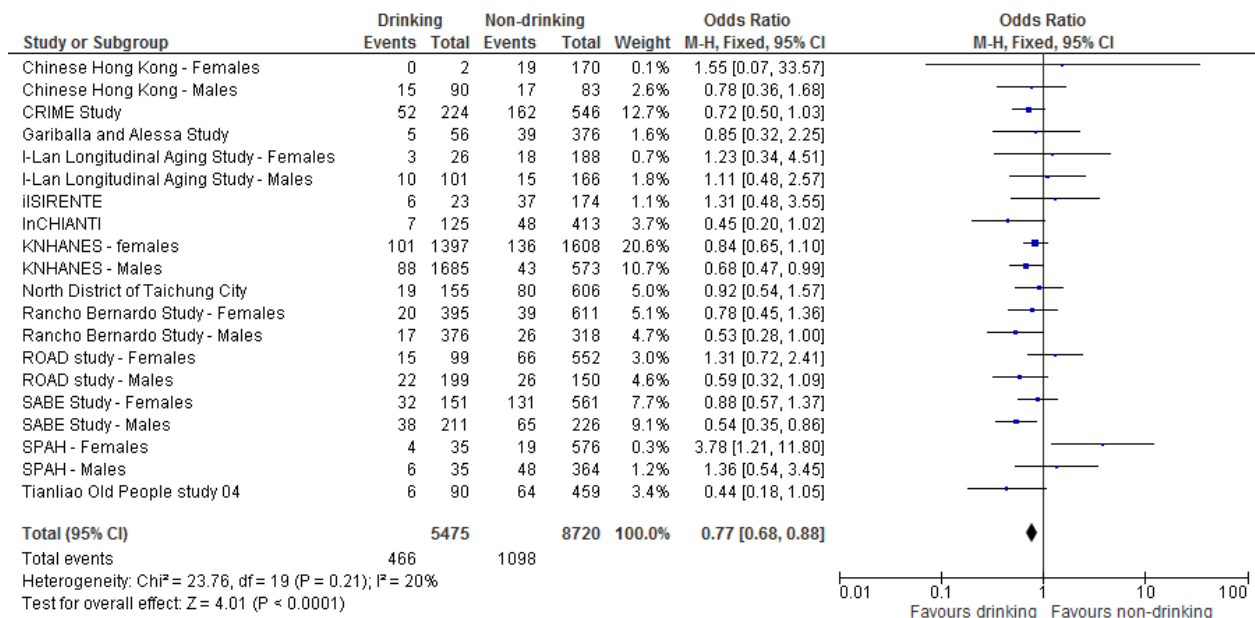 Drinking Non-drinking Odds Ratio Odds Ratio
Study or Subgroup Events Total Events Total Weight M-H, Fixed, 95% CI M-H, Fixed, 95% CI
Chinese Hong Kong - Females 0 2 19 170 0.1% 1.55 [0.07, 33.57]
Chinese Hong Kong - Males 15 90 17 83 2.6% 0.78 [0.36, 1.68]
CRIME Study 52 224 162 546 12.7% 0.72 [0.50, 1.03]
Gariballa and Alessa Study 5 56 39 376 1.6% 0.85 [0.32, 2.25]
I-Lan Longitudinal Aging Study - Females 3 26 18 188 0.7% 1.23 [0.34, 4.51]
I-Lan Longitudinal Aging Study - Males 10 101 15 166 1.8% 1.11 [0.48, 2.57]
ilSIRENTE 6 23 37 174 1.1% 1.31 [0.48, 3.55]
InCHIANTI 7 125 48 413 3.7% 0.45 [0.20, 1.02]
KNHANES - females 101 1397 136 1608 20.6% 0.84 [0.65, 1.10]
KNHANES - Males 88 1685 43 573 10.7% 0.68 [0.47, 0.99]
North District of Taichung City 19 155 80 606 5.0% 0.92 [0.54, 1.57]
Rancho Bernardo Study - Females 20 395 39 611 5.1% 0.78 [0.45, 1.36]
Rancho Bernardo Study - Males 17 376 26 318 4.7% 0.53 [0.28, 1.00]
ROAD study - Females 15 99 66 552 3.0% 1.31 [0.72, 2.41]
ROAD study - Males 22 199 26 150 4.6% 0.59 [0.32, 1.09]
SABE Study - Females 32 151 131 561 7.7% 0.88 [0.57, 1.37]
SABE Study - Males 38 211 65 226 9.1% 0.54 [0.35, 0.86]
SPAH - Females 4 35 19 576 0.3% 3.78 [1.21, 11.80]
SPAH - Males 6 35 48 364 1.2% 1.36 [0.54, 3.45]
Tianliao Old People study 04 6 90 64 459 3.4% 0.44 [0.18, 1.05]
Total (95% CI) 5475 8720 100.0% 0.77 [0.68, 0.88]
Total events 466 1098
Heterogeneity: Chi² = 23.76, df = 19 (P = 0.21); I² = 20%
Test for overall effect: Z = 4.01 (P < 0.0001)
0.01 0.1 1 10 100
Favours drinking Favours non-drinking